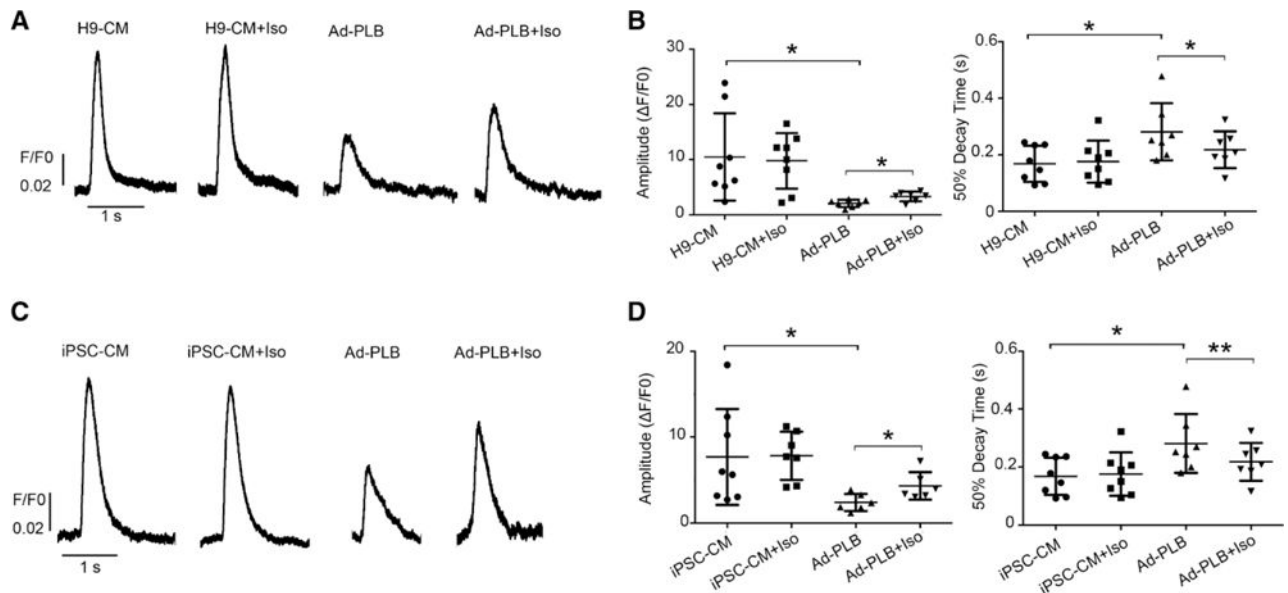 A
H9-CM
H9-CM+Iso
Ad-PLB
Ad-PLB+Iso
F/F0
0.02
1 s
B
Amplitude (ΔF/F0)
30
20
10
0
*
*
H9-CM
H9-CM+Iso
Ad-PLB
Ad-PLB+Iso
50% Decay Time (s)
0.6
0.4
0.2
0
*
*
H9-CM
H9-CM+Iso
Ad-PLB
Ad-PLB+Iso
C
iPSC-CM
iPSC-CM+Iso
Ad-PLB
Ad-PLB+Iso
F/F0
0.02
1 s
D
Amplitude (ΔF/F0)
20
10
0
*
*
iPSC-CM
iPSC-CM+Iso
Ad-PLB
Ad-PLB+Iso
50% Decay Time (s)
0.6
0.4
0.2
0
*
**
iPSC-CM
iPSC-CM+Iso
Ad-PLB
Ad-PLB+Iso